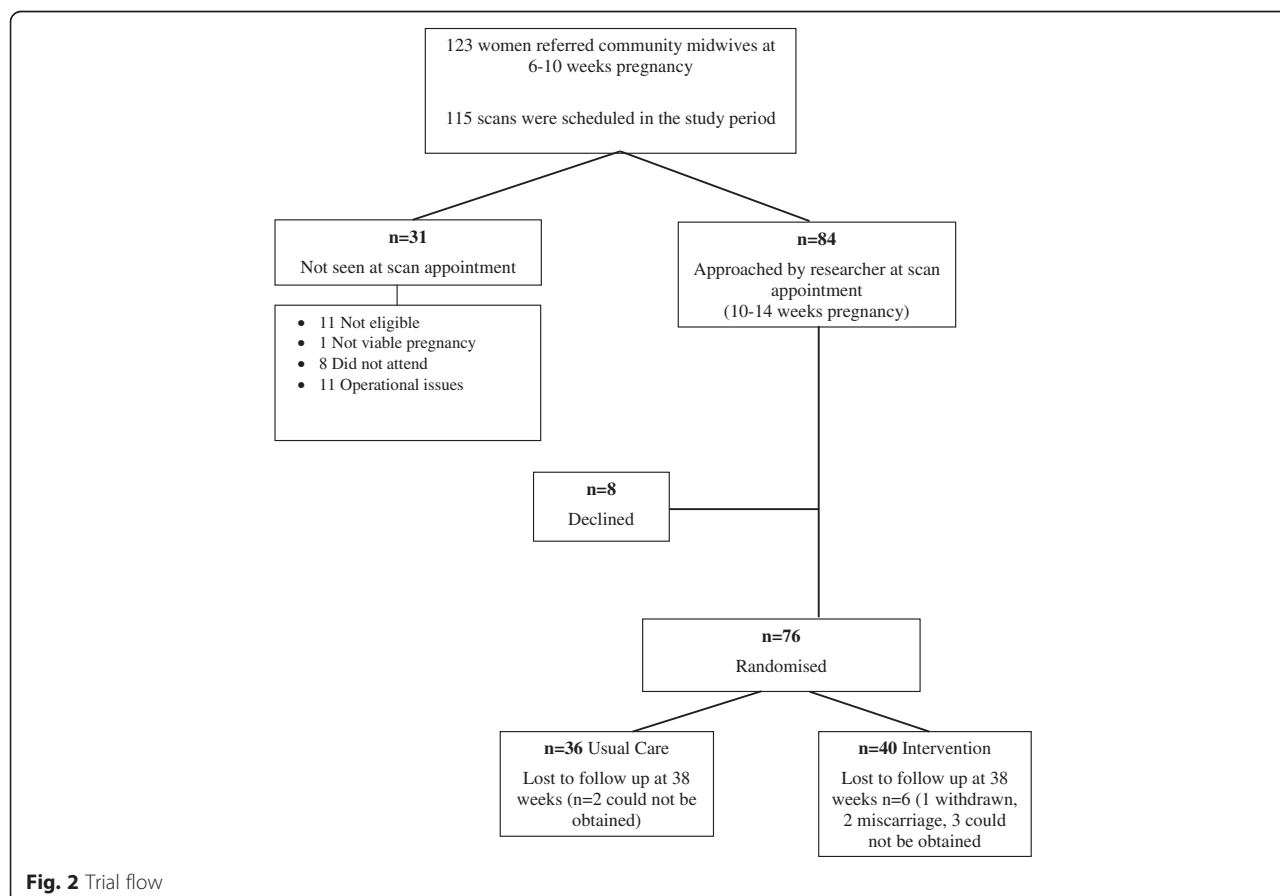 123 women referred community midwives at
6-10 weeks pregnancy
115 scans were scheduled in the study period
n=31
Not seen at scan appointment
n=84
Approached by researcher at scan
appointment
(10-14 weeks pregnancy)
• 11 Not eligible
• 1 Not viable pregnancy
• 8 Did not attend
• 11 Operational issues
n=8
Declined
n=76
Randomised
n=36 Usual Care
Lost to follow up at 38
weeks (n=2 could not be
obtained)
n=40 Intervention
Lost to follow up at 38
weeks n=6 (1 withdrawn,
2 miscarriage, 3 could
not be obtained
Fig. 2 Trial flow